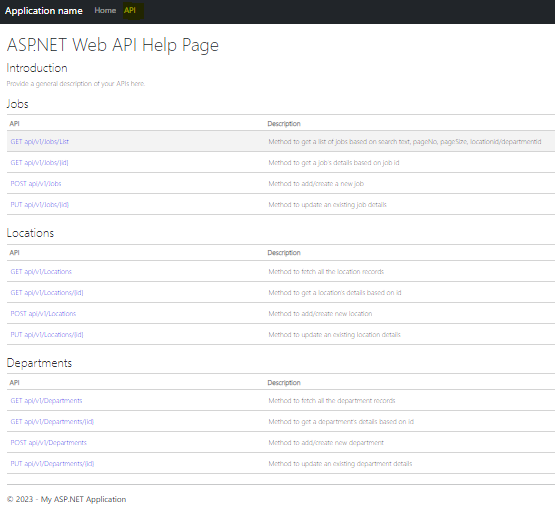 Application name Home API
ASP.NET Web API Help Page
Introduction
Provide a general description of your APIs here.
Jobs
API Description
GET api/v1/Jobs/List Method to get a list of jobs based on search text, pageNo, pageSize, locationId/departmentId
GET api/v1/Jobs/{id} Method to get a job's details based on job id
POST api/v1/Jobs Method to add/create a new job
PUT api/v1/Jobs/{id} Method to update an existing job details
Locations
API Description
GET api/v1/Locations Method to fetch all the location records
GET api/v1/Locations/{id} Method to get a location's details based on id
POST api/v1/Locations Method to add/create new location
PUT api/v1/Locations/{id} Method to update an existing location details
Departments
API Description
GET api/v1/Departments Method to fetch all the department records
GET api/v1/Departments/{id} Method to get a department's details based on id
POST api/v1/Departments Method to add/create new department
PUT api/v1/Departments/{id} Method to update an existing department details
© 2023 - My ASP.NET Application